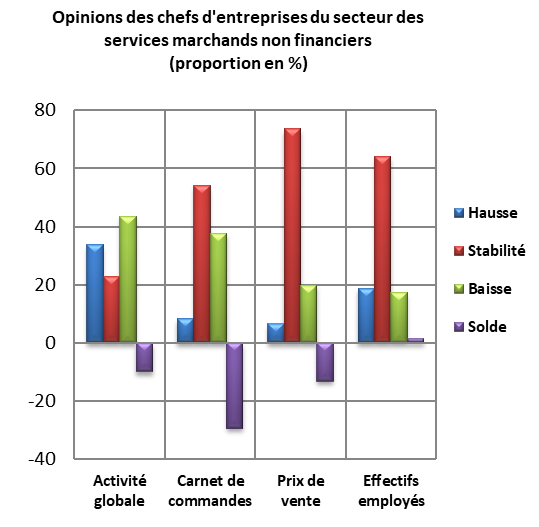 Opinions des chefs d'entreprises du secteur des
services marchands non financiers
(proportion en %)
80
60
40
20
0
-20
-40
Hausse
Stabilité
Baisse
Solde
Activité
globale
Carnet de
commandes
Prix de
vente
Effectifs
employés